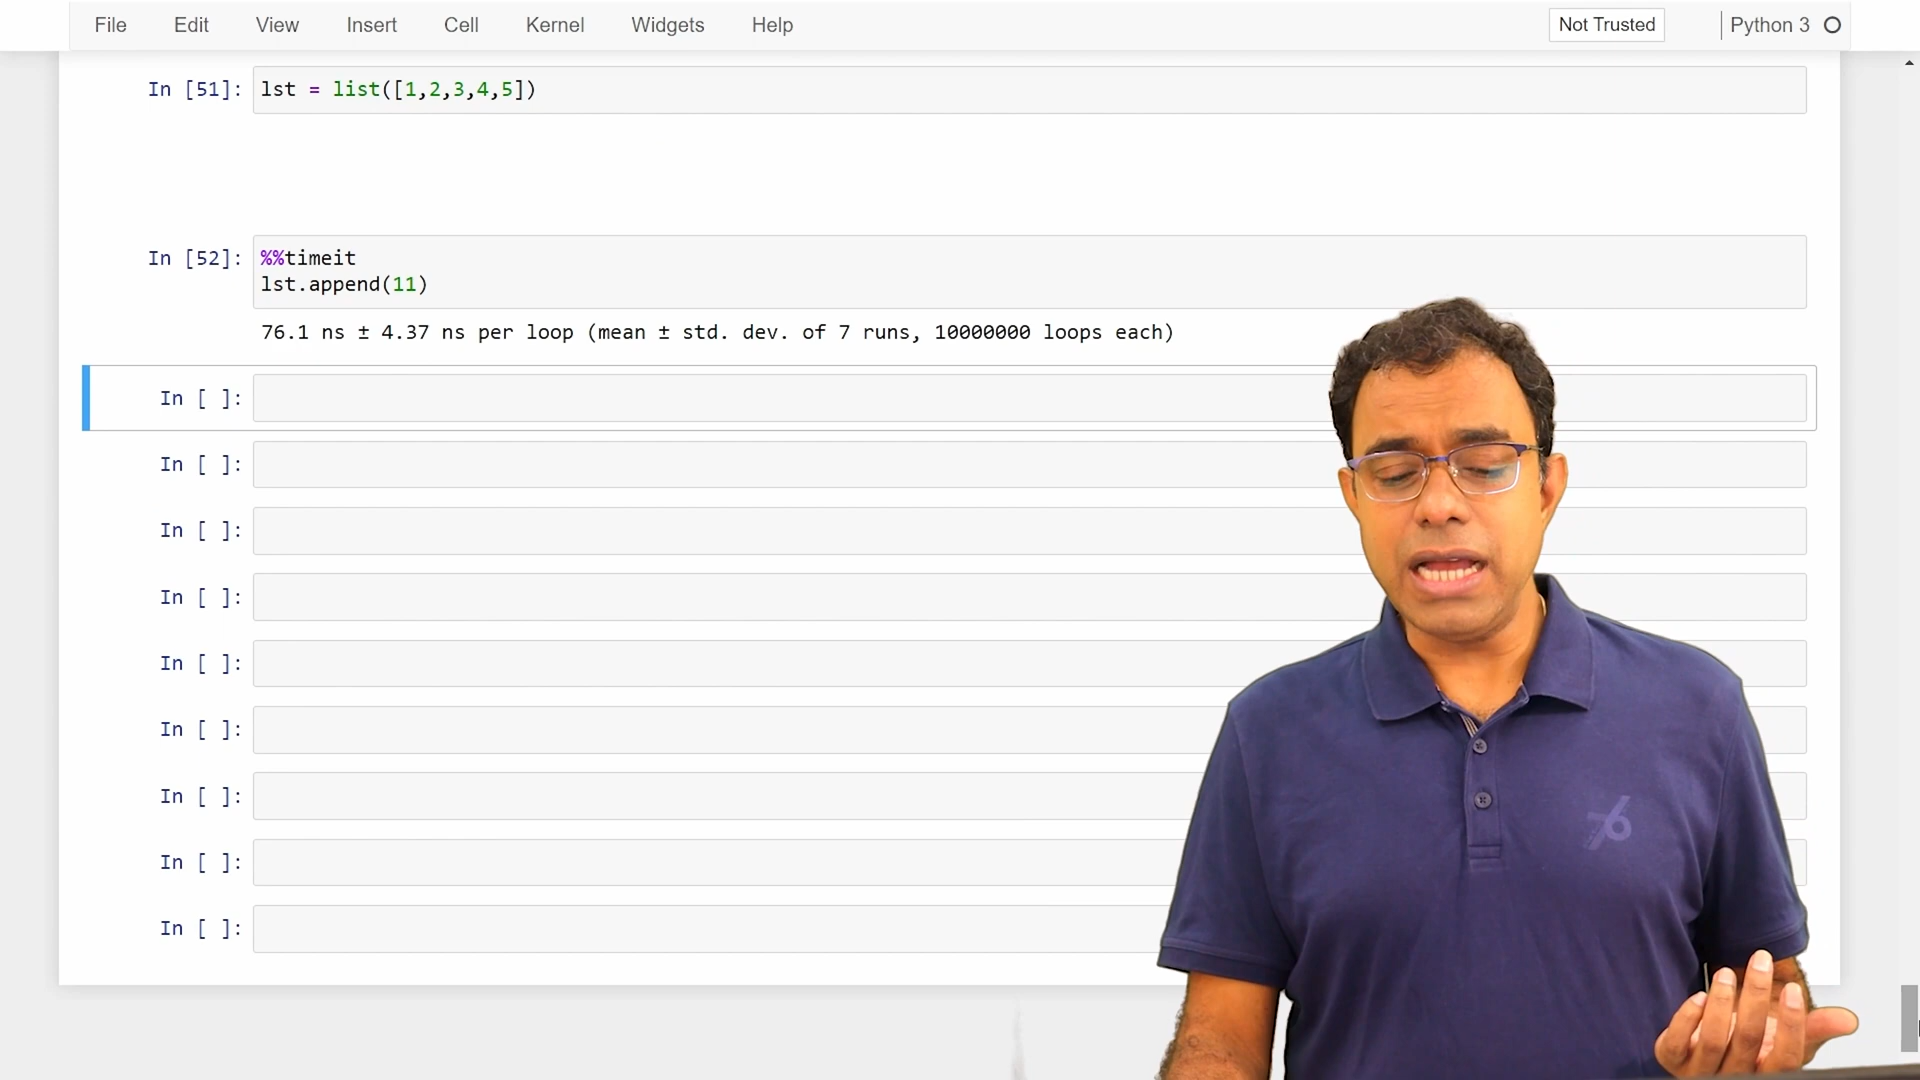 File Edit View Insert Cell Kernel Widgets Help Not Trusted Python 3
In [51]: lst = list([1,2,3,4,5])
In [52]: %%timeit
lst.append(11)
76.1 ns ± 4.37 ns per loop (mean ± std. dev. of 7 runs, 10000000 loops each)
In [ ]:
In [ ]:
In [ ]:
In [ ]:
In [ ]:
In [ ]:
In [ ]:
In [ ]:
In [ ]:
76